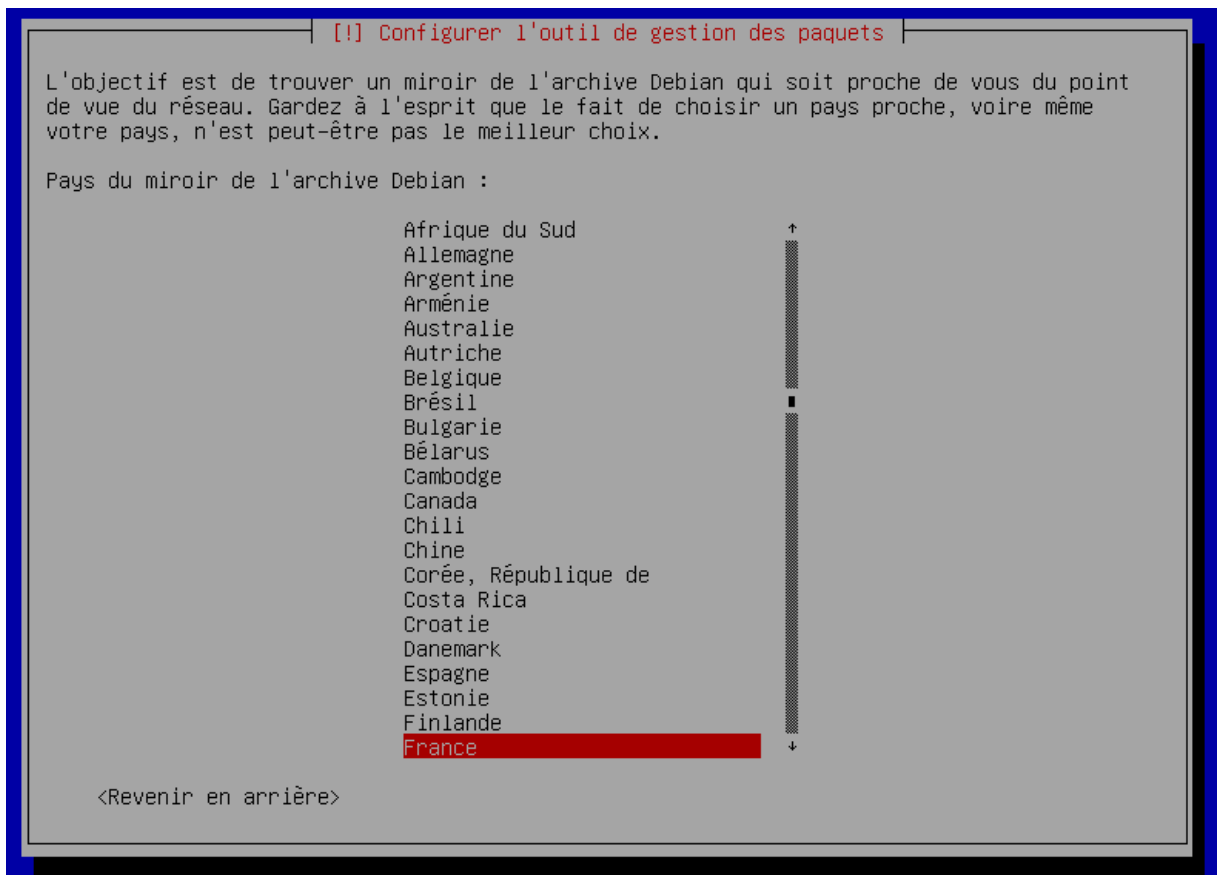 [!] Configurer l'outil de gestion des paquets
L'objectif est de trouver un miroir de l'archive Debian qui soit proche de vous du point
de vue du réseau. Gardez à l'esprit que le fait de choisir un pays proche, voire même
votre pays, n'est peut-être pas le meilleur choix.
Pays du miroir de l'archive Debian :
Afrique du Sud
Allemagne
Argentine
Arménie
Australie
Autriche
Belgique
Brésil
Bulgarie
Bélarus
Cambodge
Canada
Chili
Chine
Corée, République de
Costa Rica
Croatie
Danemark
Espagne
Estonie
Finlande
France
<Revenir en arrière>